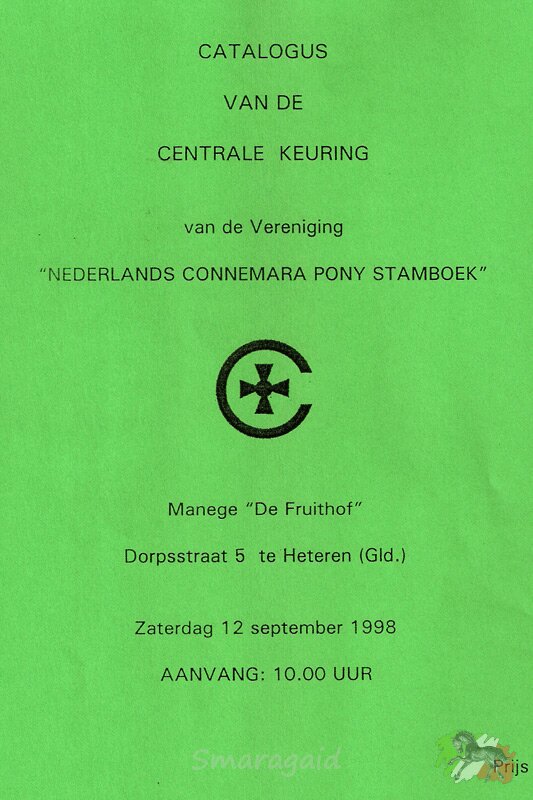 CATALOGUS
VAN DE
CENTRALE KEURING
van de Vereniging
"NEDERLANDS CONNEMARA PONY STAMBOEK"
Manege "De Fruithof"
Dorpsstraat 5 te Heteren (Gld.)
Zaterdag 12 september 1998
AANVANG: 10.00 UUR
Smaragaid
Prijs